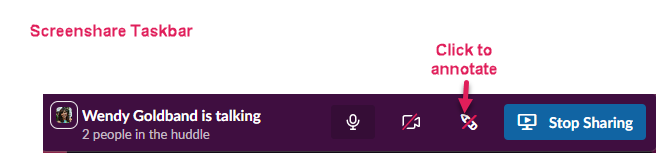 Screenshare Taskbar
Click to
annotate
Wendy Goldband is talking
2 people in the huddle
Stop Sharing